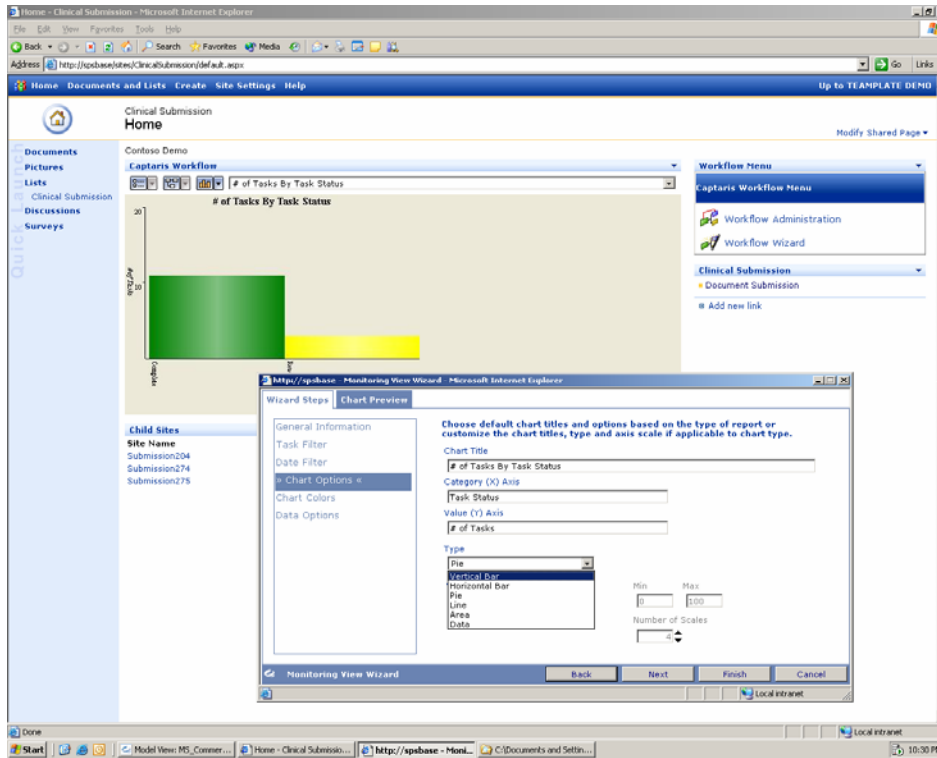 Home - Clinical Submission - Microsoft Internet Explorer
File Edit View Favorites Tools Help
Back Search Favorites Media
Address http://spsbase/sites/ClinicalSubmission/default.aspx Go Links
Home Documents and Lists Create Site Settings Help Up to TEAMPLATE DEMO
Clinical Submission
Home
Modify Shared Page
Quick Launch
Documents
Pictures
Lists
Clinical Submission
Discussions
Surveys
Contoso Demo
Captaris Workflow
# of Tasks By Task Status
# of Tasks By Task Status
20
# of Tasks
10
Complete
Workflow Menu
Captaris Workflow Menu
Workflow Administration
Workflow Wizard
Clinical Submission
Document Submission
Add new link
Child Sites
Site Name
Submission204
Submission274
Submission275
http://spsbase - Monitoring View Wizard - Microsoft Internet Explorer
Wizard Steps Chart Preview
General Information
Task Filter
Date Filter
» Chart Options «
Chart Colors
Data Options
Choose default chart titles and options based on the type of report or
customize the chart titles, type and axis scale if applicable to chart type.
Chart Title
# of Tasks By Task Status
Category (X) Axis
Task Status
Value (Y) Axis
# of Tasks
Type
Pie
Vertical Bar
Horizontal Bar
Pie
Line
Area
Data
Min Max
0 100
Number of Scales
4
Monitoring View Wizard Back Next Finish Cancel
Local intranet
Done Local intranet
Start Model View: MS_Commer... Home - Clinical Submissio... http://spsbase - Moni... C:\Documents and Settin... 10:30 PM